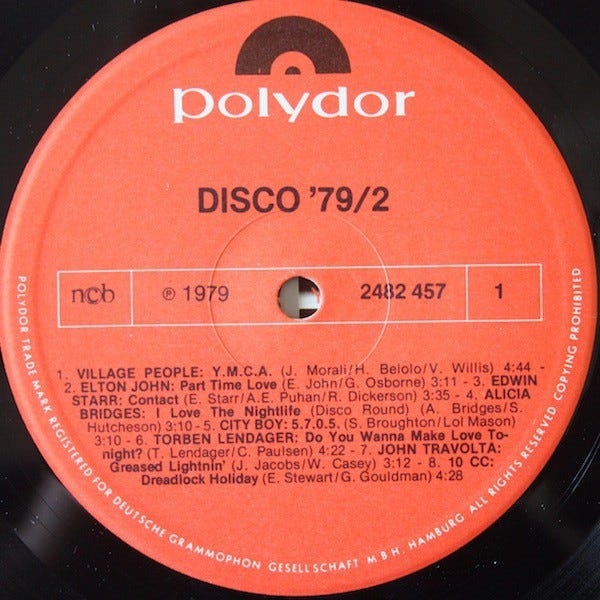 polydor
DISCO '79/2
ncb ℗ 1979 2482 457 1
1. VILLAGE PEOPLE: Y.M.C.A. (J. Morali/H. Beiolo/V. Willis) 4:44 -
2. ELTON JOHN: Part Time Love (E. John/G. Osborne) 3:11 - 3. EDWIN
STARR: Contact (E. Starr/A.E. Puhan/R. Dickerson) 3:35 - 4. ALICIA
BRIDGES: I Love The Nightlife (Disco Round) (A. Bridges/S.
Hutcheson) 3:10 - 5. CITY BOY: 5.7.0.5. (S. Broughton/Lol Mason)
3:10 - 6. TORBEN LENDAGER: Do You Wanna Make Love To-
night? (T. Lendager/C. Paulsen) 4:22 - 7. JOHN TRAVOLTA:
Greased Lightnin' (J. Jacobs/W. Casey) 3:12 - 8. 10 CC:
Dreadlock Holiday (E. Stewart/G. Gouldman) 4:28
POLYDOR TRADE MARK REGISTERED FOR DEUTSCHE GRAMMOPHON GESELLSCHAFT MBH. HAMBURG ALL RIGHTS RESERVED COPYING PROHIBITED